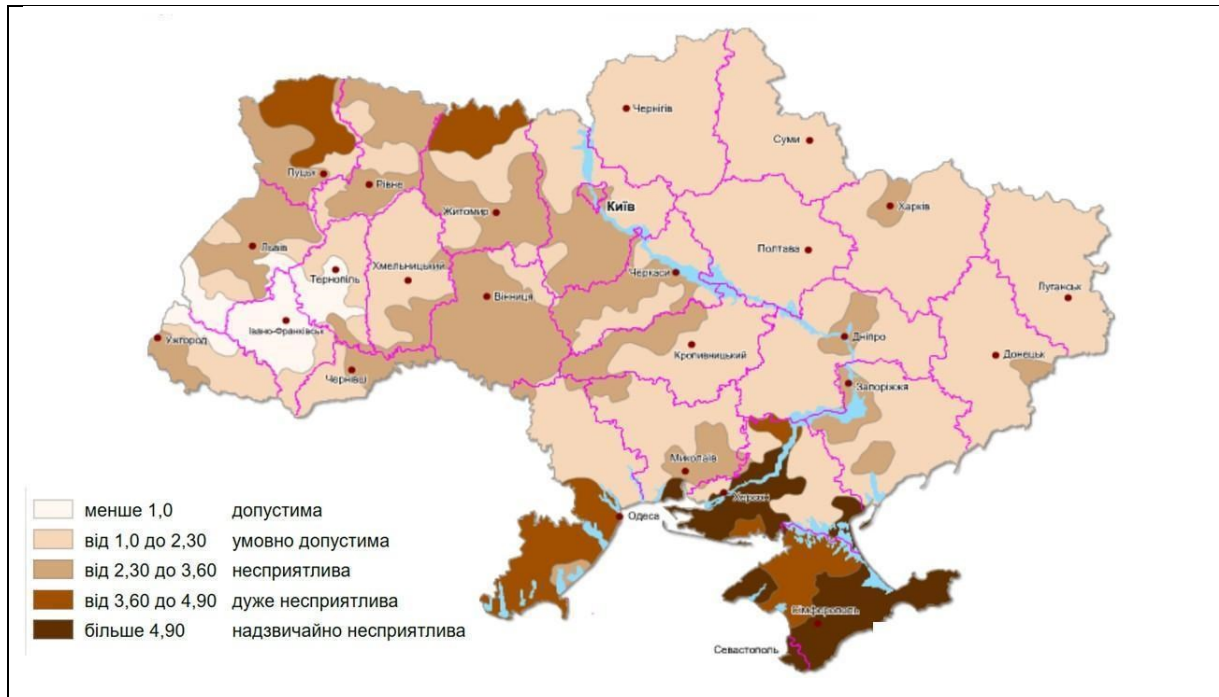 Чернігів
Суми
Луцьк
Рівне
Київ
Харків
Житомир
Львів
Полтава
Тернопіль
Хмельницький
Черкаси
Вінниця
Луганськ
Івано-Франківськ
Ужгород
Дніпро
Кропивницький
Донецьк
Чернівці
Запоріжжя
Миколаїв
Херсон
Одеса
менше 1,0 допустима
від 1,0 до 2,30 умовно допустима
від 2,30 до 3,60 несприятлива
від 3,60 до 4,90 дуже несприятлива
більше 4,90 надзвичайно несприятлива
Сімферополь
Севастополь